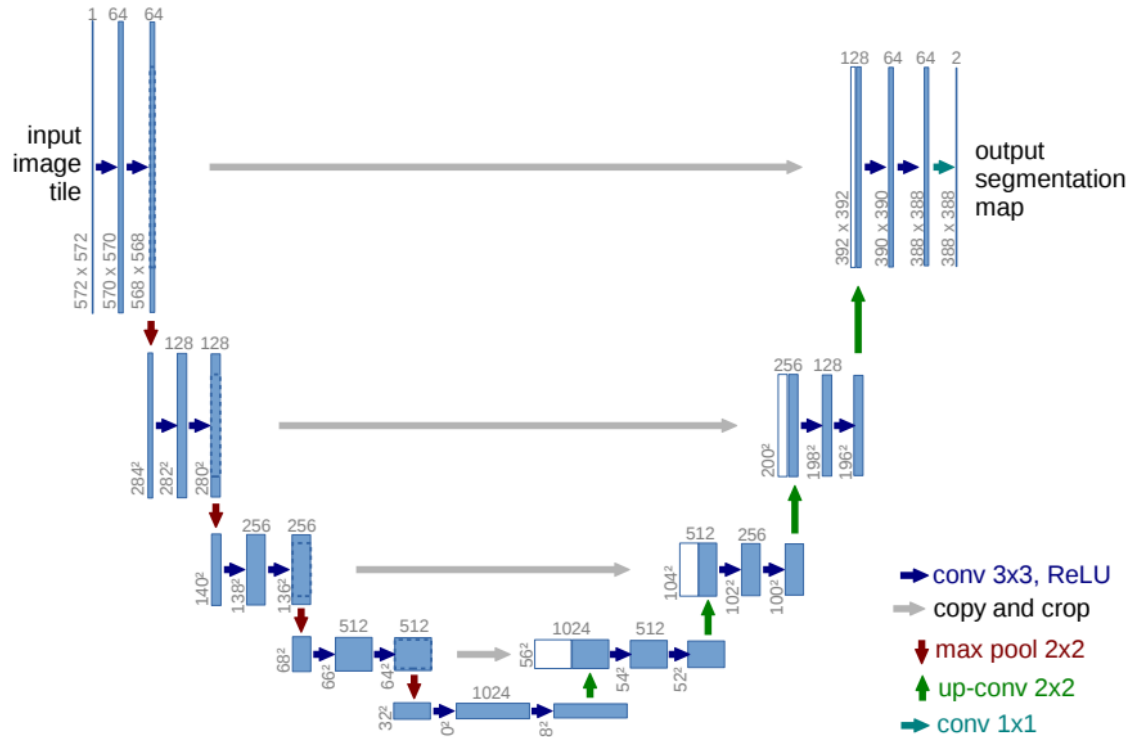 1 64 64
input
image
tile
572 x 572
570 x 570
568 x 568
128 64 64 2
output
segmentation
map
392 x 392
390 x 390
388 x 388
388 x 388
128 128
284²
282²
280²
256 128
200²
198²
196²
256 256
140²
138²
136²
512 256
104²
102²
100²
512 512
68²
66²
64²
1024 512
56²
54²
52²
1024
32²
0²
8²
conv 3x3, ReLU
copy and crop
max pool 2x2
up-conv 2x2
conv 1x1